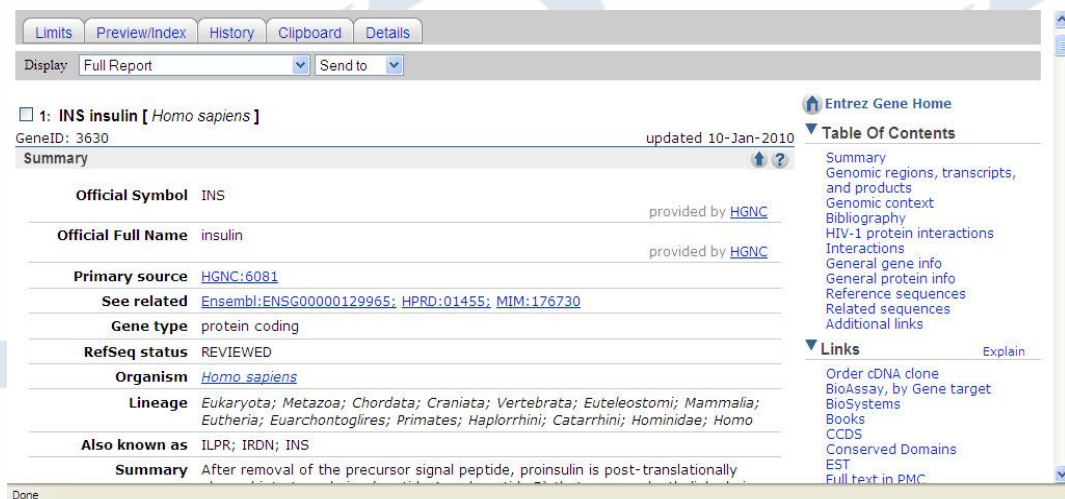 Limits Preview/Index History Clipboard Details
Display Full Report Send to
1: INS insulin [ Homo sapiens ]
GeneID: 3630 updated 10-Jan-2010
Summary
Official Symbol INS
provided by HGNC
Official Full Name insulin
provided by HGNC
Primary source HGNC:6081
See related Ensembl:ENSG00000129965; HPRD:01455; MIM:176730
Gene type protein coding
RefSeq status REVIEWED
Organism Homo sapiens
Lineage Eukaryota; Metazoa; Chordata; Craniata; Vertebrata; Euteleostomi; Mammalia;
Eutheria; Euarchontoglires; Primates; Haplorrhini; Catarrhini; Hominidae; Homo
Also known as ILPR; IRDN; INS
Summary After removal of the precursor signal peptide, proinsulin is post-translationally
Entrez Gene Home
Table Of Contents
Summary
Genomic regions, transcripts,
and products
Genomic context
Bibliography
HIV-1 protein interactions
Interactions
General gene info
General protein info
Reference sequences
Related sequences
Additional links
Links Explain
Order cDNA clone
BioAssay, by Gene target
BioSystems
Books
CCDS
Conserved Domains
EST
Full text in PMC
Done